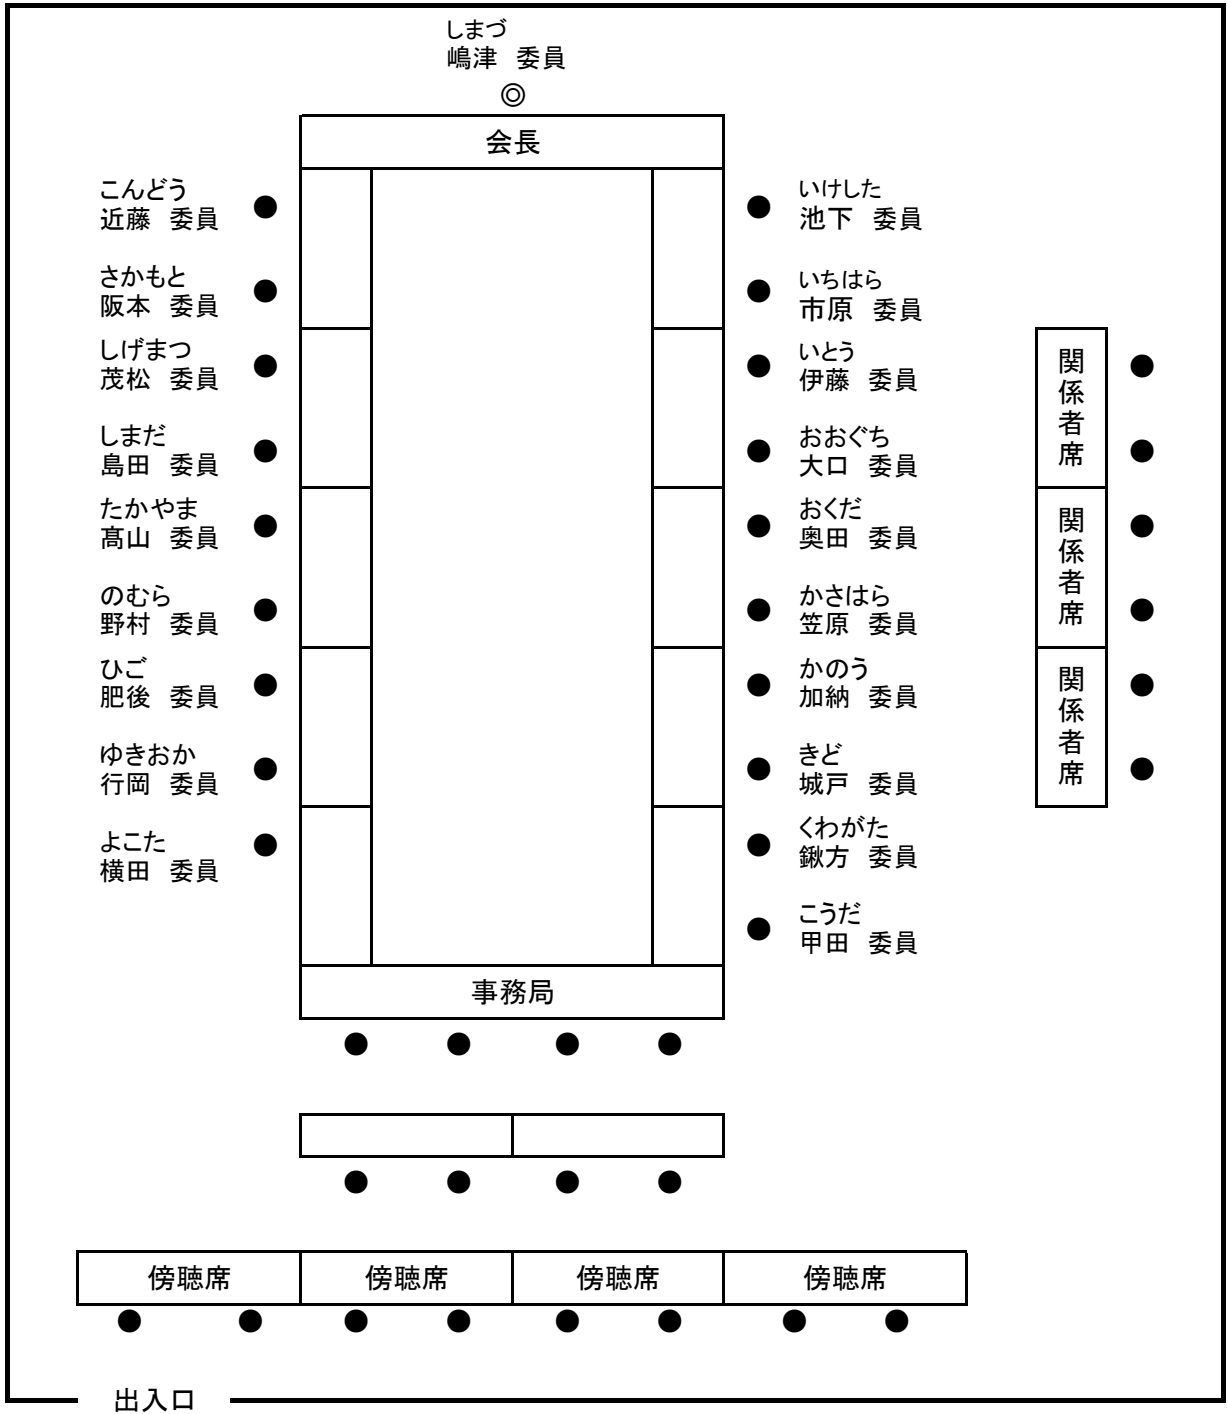 しまづ
嶋津 委員
◎
会長
こんどう
近藤 委員
さかもと
阪本 委員
しげまつ
茂松 委員
しまだ
島田 委員
たかやま
髙山 委員
のむら
野村 委員
ひご
肥後 委員
ゆきおか
行岡 委員
よこた
横田 委員
いけした
池下 委員
いちはら
市原 委員
いとう
伊藤 委員
おおぐち
大口 委員
おくだ
奥田 委員
かさはら
笠原 委員
かのう
加納 委員
きど
城戸 委員
くわがた
鍬方 委員
こうだ
甲田 委員
関係者席
関係者席
関係者席
事務局
傍聴席 傍聴席 傍聴席 傍聴席
出入口